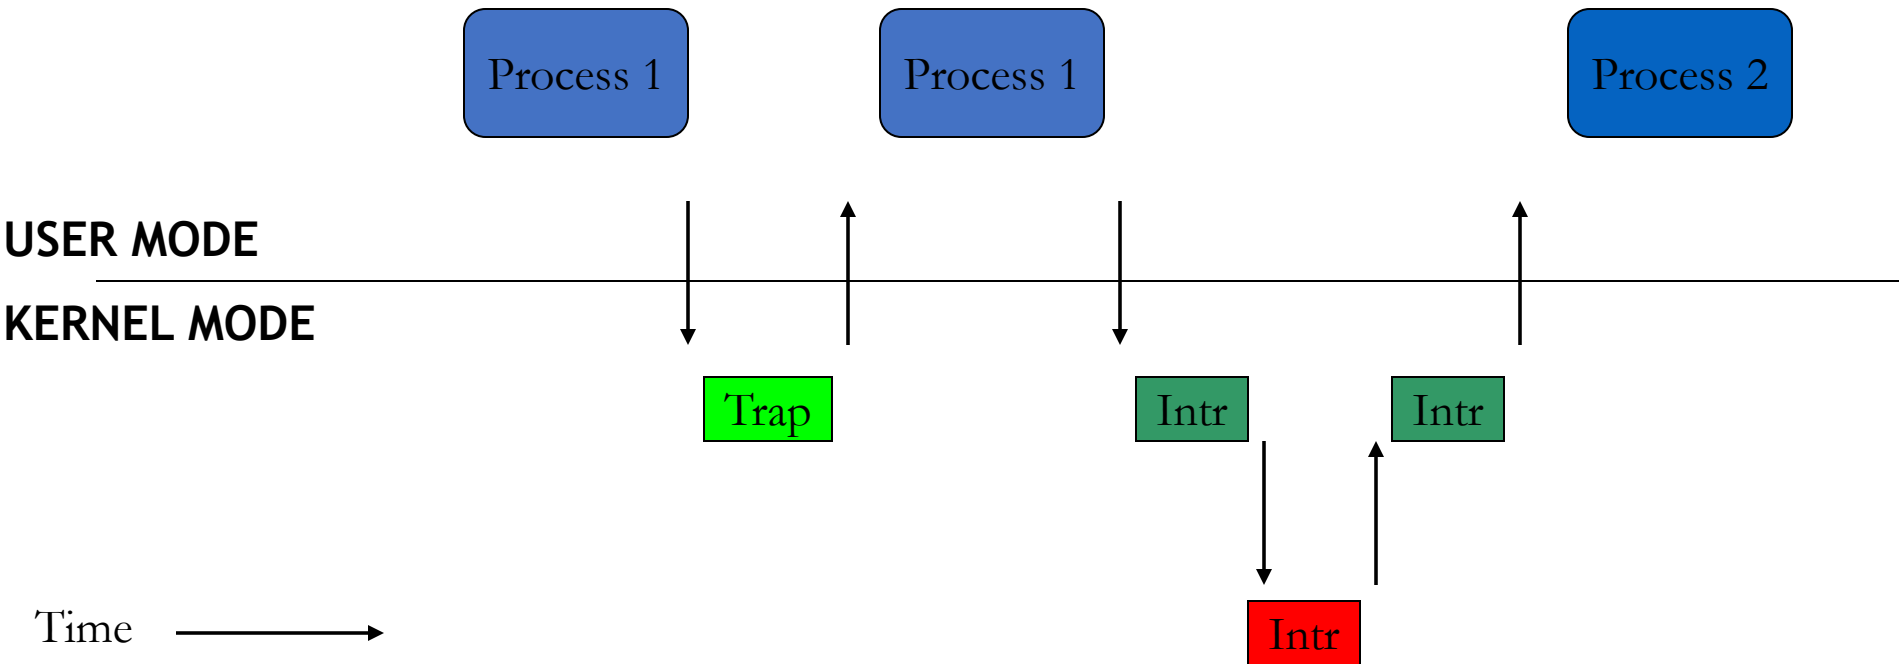 Process 1
Process 1
Process 2
USER MODE
KERNEL MODE
Trap
Intr
Intr
Time
Intr